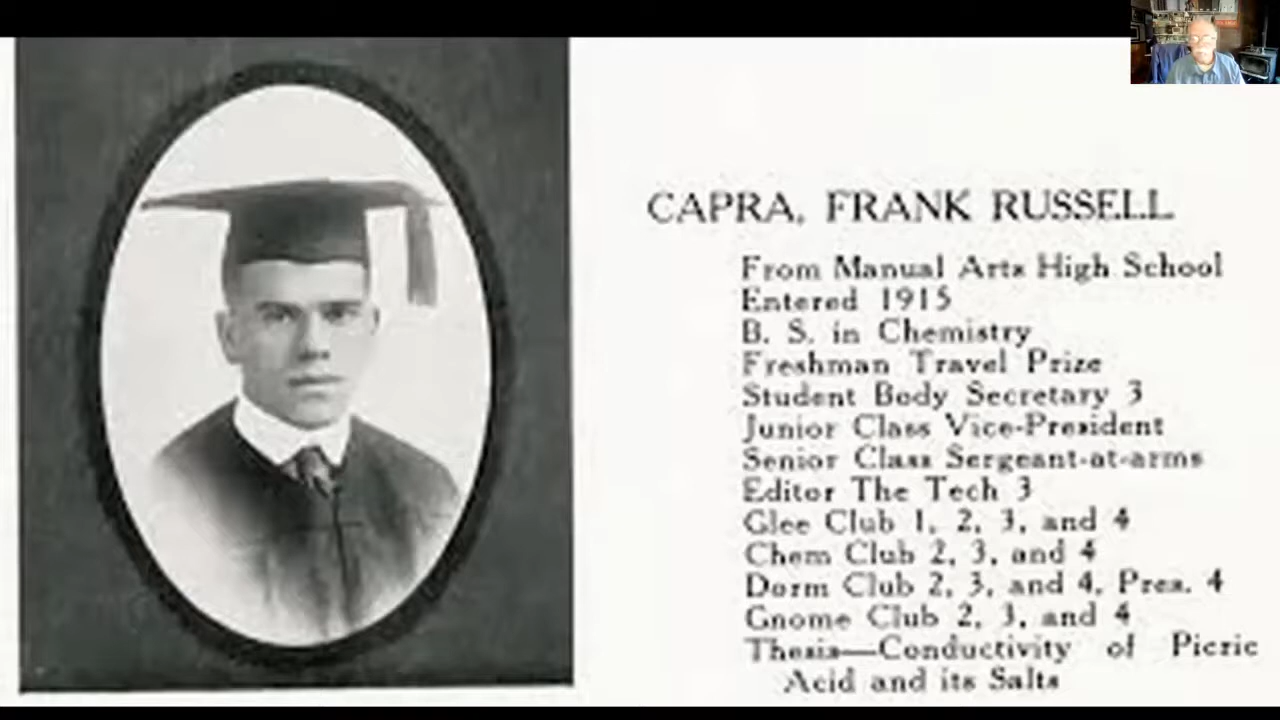 CAPRA, FRANK RUSSELL
From Manual Arts High School
Entered 1915
B. S. in Chemistry
Freshman Travel Prize
Student Body Secretary 3
Junior Class Vice-President
Senior Class Sergeant-at-arms
Editor The Tech 3
Glee Club 1, 2, 3, and 4
Chem Club 2, 3, and 4
Dorm Club 2, 3, and 4, Pres. 4
Gnome Club 2, 3, and 4
Thesis—Conductivity of Picric
Acid and its Salts